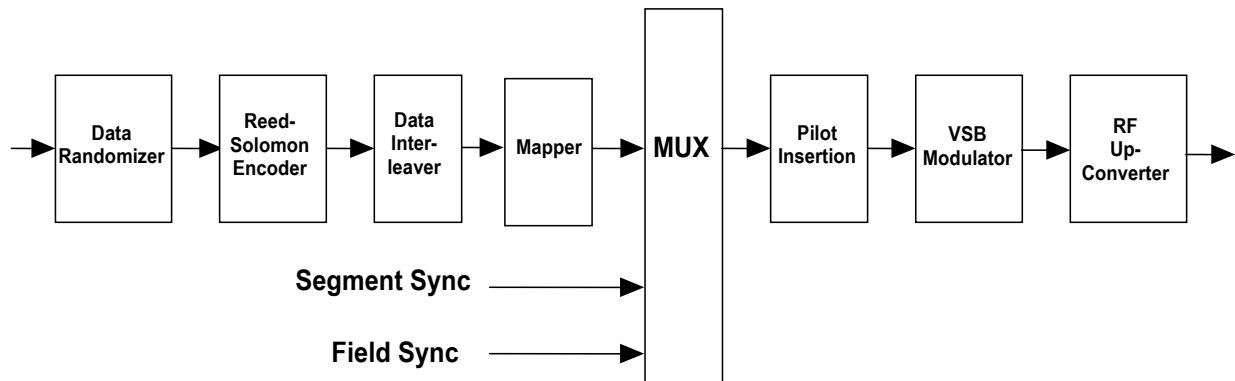 Data
Randomizer
Reed-
Solomon
Encoder
Data
Inter-
leaver
Mapper
MUX
Pilot
Insertion
VSB
Modulator
RF
Up-
Converter
Segment Sync
Field Sync